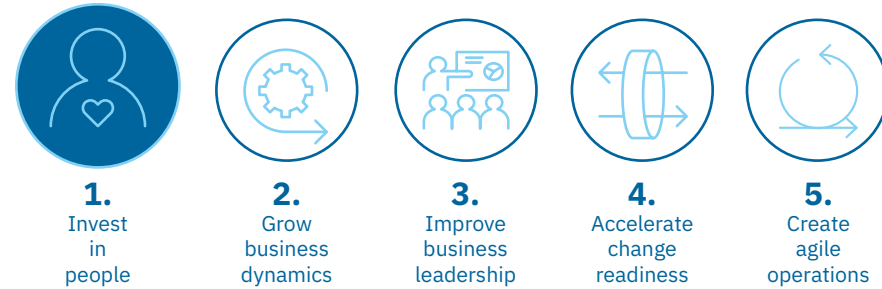 1.
Invest
in
people
2.
Grow
business
dynamics
3.
Improve
business
leadership
4.
Accelerate
change
readiness
5.
Create
agile
operations